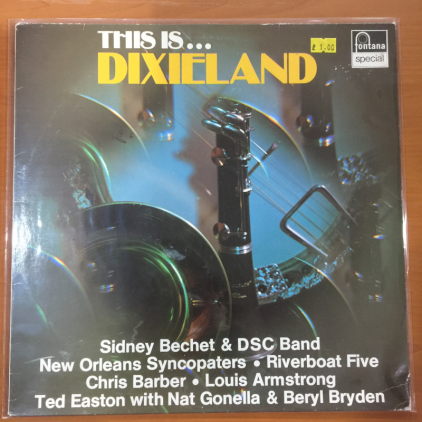 THIS IS...
DIXIELAND
£1.00
fontana
special
Sidney Bechet & DSC Band
New Orleans Syncopaters • Riverboat Five
Chris Barber • Louis Armstrong
Ted Easton with Nat Gonella & Beryl Bryden